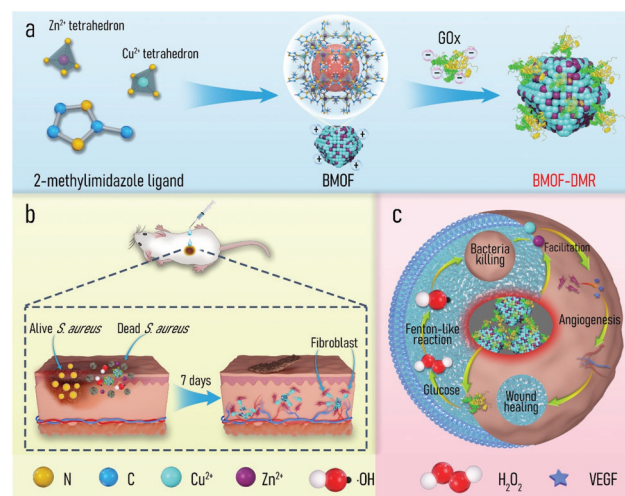 a
Zn²⁺ tetrahedron
Cu²⁺ tetrahedron
2-methylimidazole ligand
BMOF
GOx
BMOF-DMR
b
Alive S. aureus
Dead S. aureus
7 days
Fibroblast
c
Bacteria
killing
Facilitation
Angiogenesis
Wound
healing
Glucose
Fenton-like
reaction
N
C
Cu²⁺
Zn²⁺
·OH
H₂O₂
VEGF